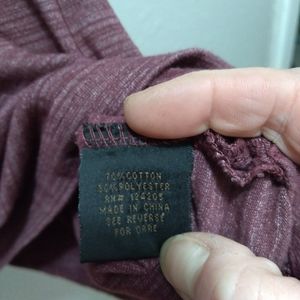 70%COTTON
30%POLYESTER
RN# 124205
MADE IN CHINA
SEE REVERSE
FOR CARE